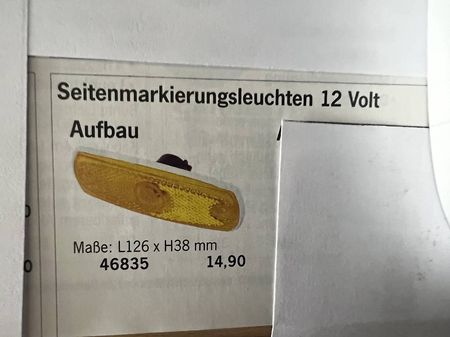 Seitenmarkierungsleuchten 12 Volt
Aufbau
Maße: L126 x H38 mm
46835 14,90